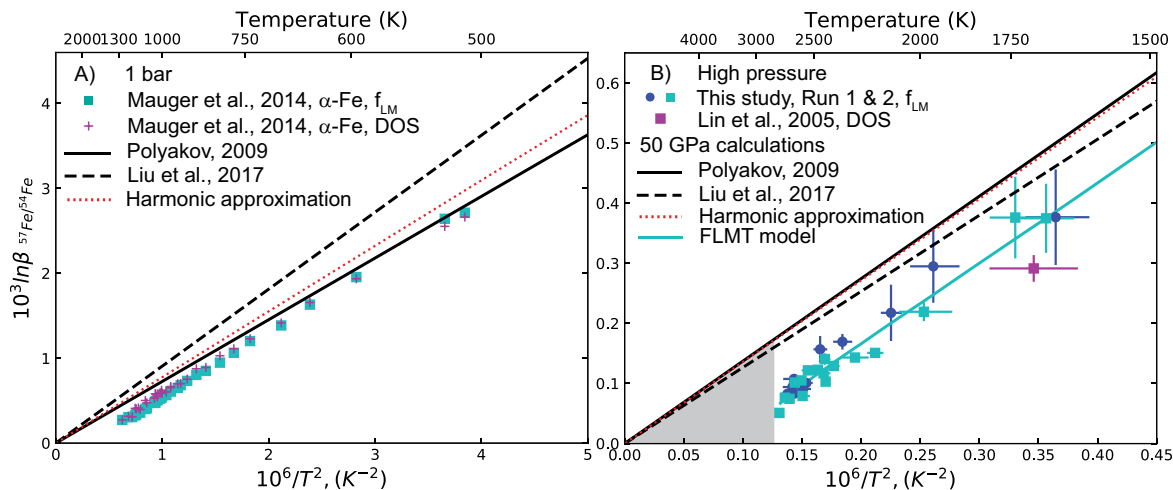 Temperature (K)
2000 1300 1000 750 600 500
A) 1 bar
Mauger et al., 2014, α-Fe, f_LM
Mauger et al., 2014, α-Fe, DOS
Polyakov, 2009
Liu et al., 2017
Harmonic approximation
10³lnβ ⁵⁷Fe/⁵⁴Fe
4
3
2
1
0
0 1 2 3 4 5
10⁶/T², (K⁻²)
Temperature (K)
4000 3000 2500 2000 1750 1500
B) High pressure
This study, Run 1 & 2, f_LM
Lin et al., 2005, DOS
50 GPa calculations
Polyakov, 2009
Liu et al., 2017
Harmonic approximation
FLMT model
0.6
0.5
0.4
0.3
0.2
0.1
0.0
0.00 0.05 0.10 0.15 0.20 0.25 0.30 0.35 0.40 0.45
10⁶/T², (K⁻²)